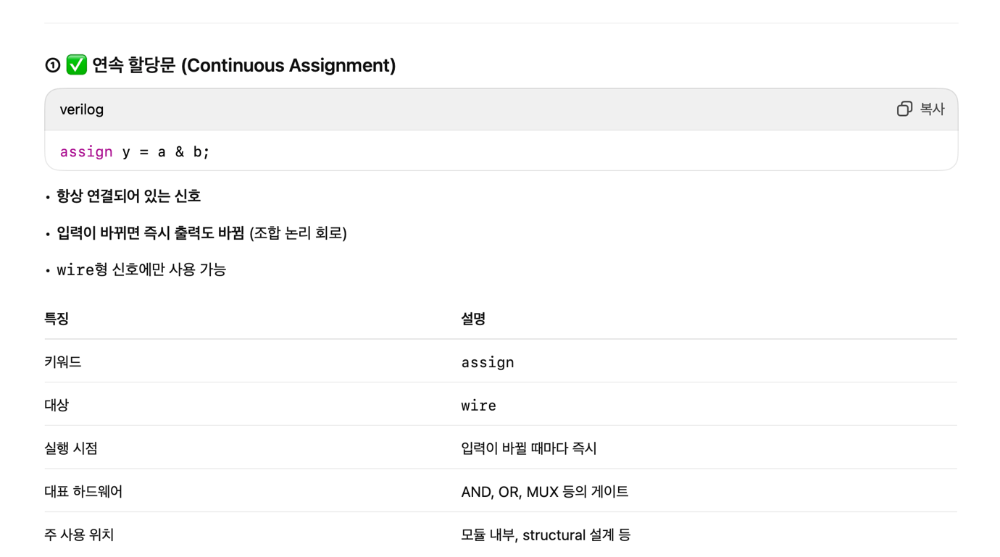 ① ✅ 연속 할당문 (Continuous Assignment)
verilog 복사
assign y = a & b;
• 항상 연결되어 있는 신호
• 입력이 바뀌면 즉시 출력도 바뀜 (조합 논리 회로)
• wire형 신호에만 사용 가능
특징 설명
키워드 assign
대상 wire
실행 시점 입력이 바뀔 때마다 즉시
대표 하드웨어 AND, OR, MUX 등의 게이트
주 사용 위치 모듈 내부, structural 설계 등